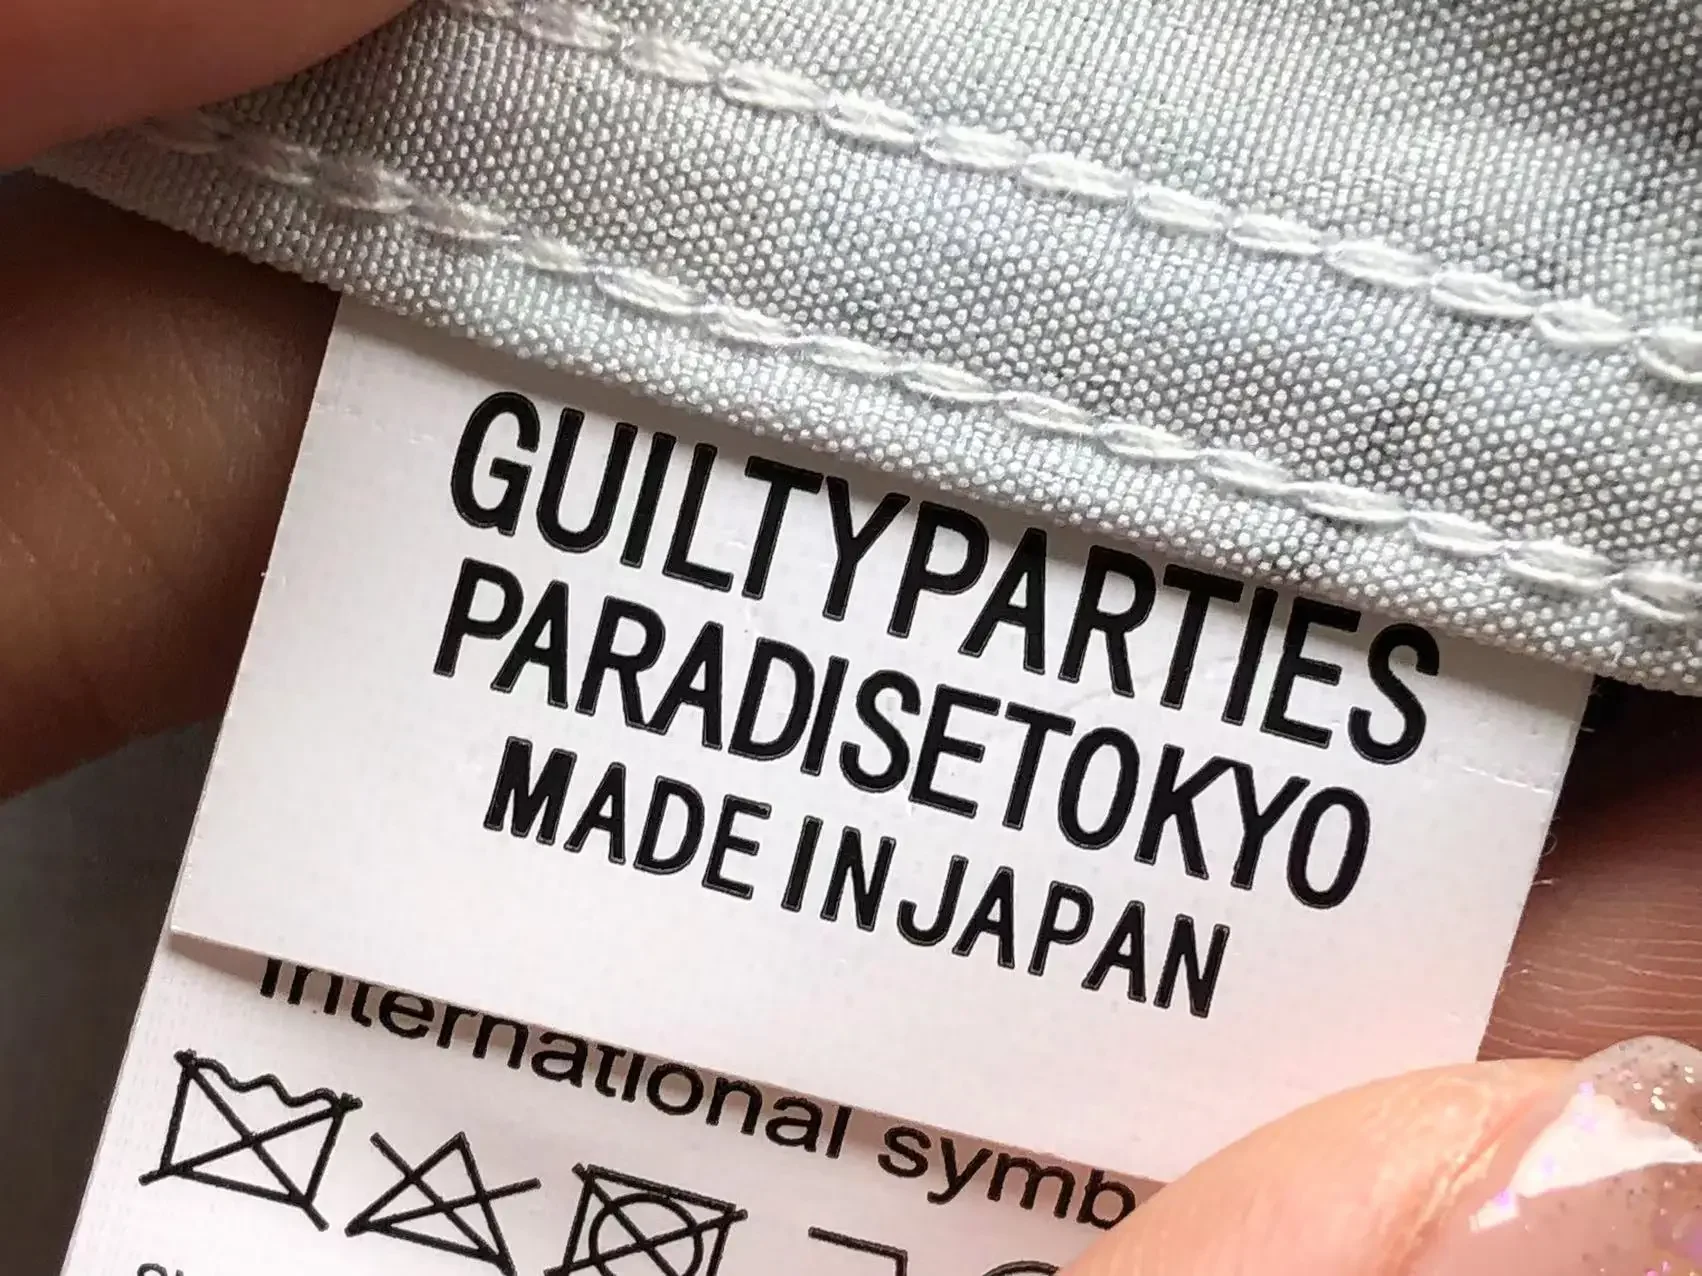 GUILTYPARTIES
PARADISETOKYO
MADE IN JAPAN
International symb